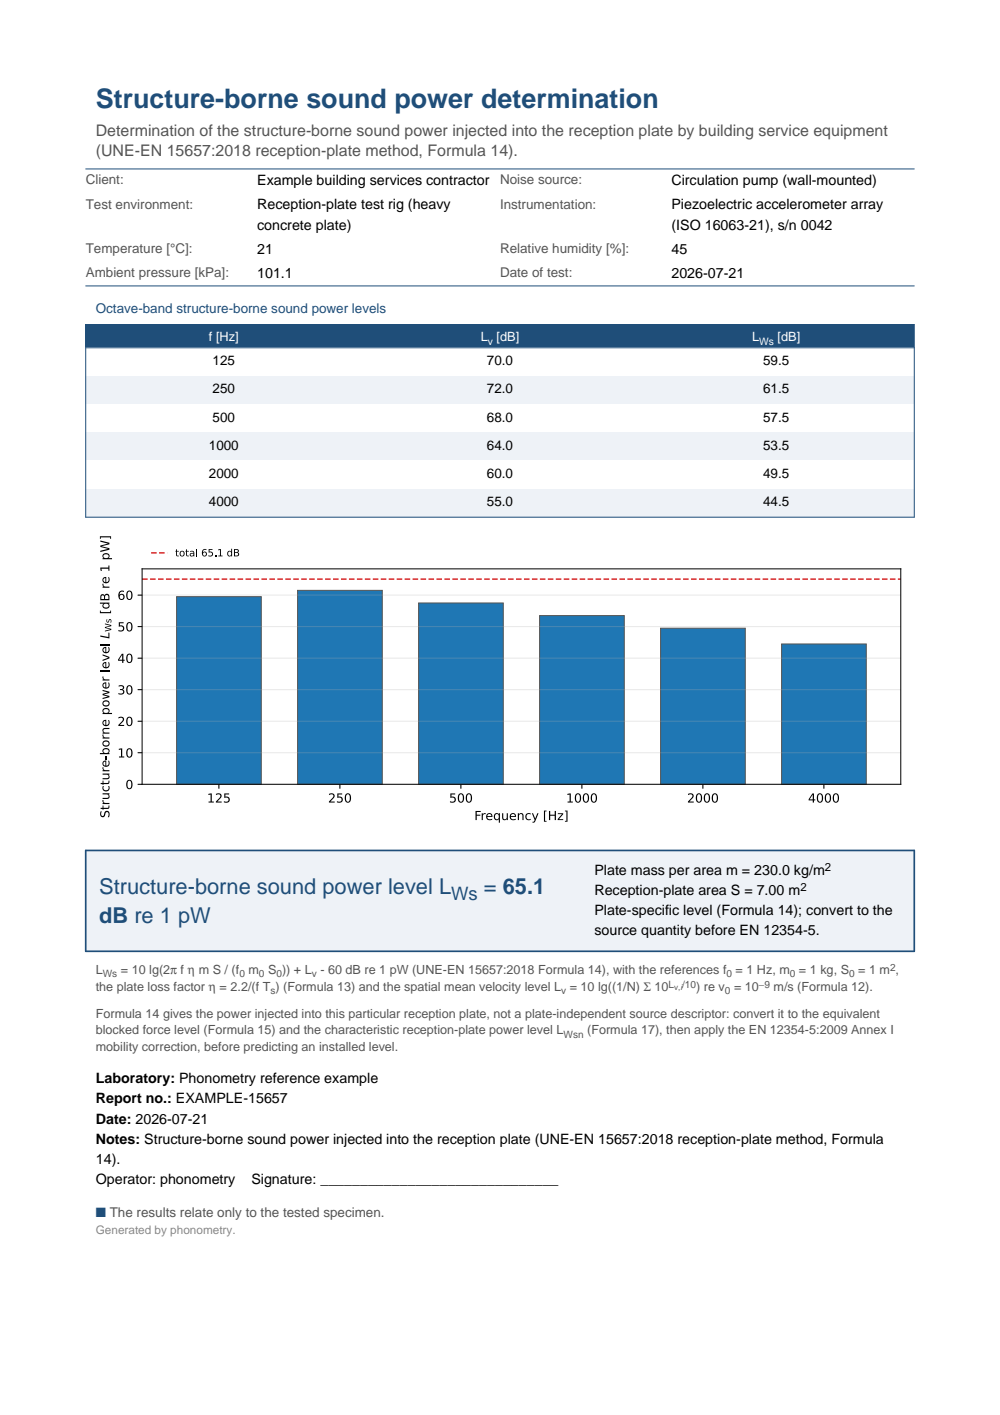 Structure-borne sound power determination
Determination of the structure-borne sound power injected into the reception plate by building service equipment
(UNE-EN 15657:2018 reception-plate method, Formula 14).
Client: Example building services contractor Noise source: Circulation pump (wall-mounted)
Test environment: Reception-plate test rig (heavy concrete plate) Instrumentation: Piezoelectric accelerometer array (ISO 16063-21), s/n 0042
Temperature [°C]: 21 Relative humidity [%]: 45
Ambient pressure [kPa]: 101.1 Date of test: 2026-07-21
Octave-band structure-borne sound power levels
f [Hz] Lv [dB] LWs [dB]
125 70.0 59.5
250 72.0 61.5
500 68.0 57.5
1000 64.0 53.5
2000 60.0 49.5
4000 55.0 44.5
total 65.1 dB
Structure-borne power level LWs [dB re 1 pW]
60
50
40
30
20
10
0
125 250 500 1000 2000 4000
Frequency [Hz]
Structure-borne sound power level LWs = 65.1
dB re 1 pW
Plate mass per area m = 230.0 kg/m²
Reception-plate area S = 7.00 m²
Plate-specific level (Formula 14); convert to the
source quantity before EN 12354-5.
LWs = 10 lg(2π f η m S / (f0 m0 S0)) + Lv - 60 dB re 1 pW (UNE-EN 15657:2018 Formula 14), with the references f0 = 1 Hz, m0 = 1 kg, S0 = 1 m²,
the plate loss factor η = 2.2/(f Ts) (Formula 13) and the spatial mean velocity level Lv = 10 lg((1/N) Σ 10^(Lv,i/10)) re v0 = 10⁻⁹ m/s (Formula 12).
Formula 14 gives the power injected into this particular reception plate, not a plate-independent source descriptor: convert it to the equivalent
blocked force level (Formula 15) and the characteristic reception-plate power level LWsn (Formula 17), then apply the EN 12354-5:2009 Annex I
mobility correction, before predicting an installed level.
Laboratory: Phonometry reference example
Report no.: EXAMPLE-15657
Date: 2026-07-21
Notes: Structure-borne sound power injected into the reception plate (UNE-EN 15657:2018 reception-plate method, Formula
14).
Operator: phonometry Signature: ______________________________
The results relate only to the tested specimen.
Generated by phonometry.